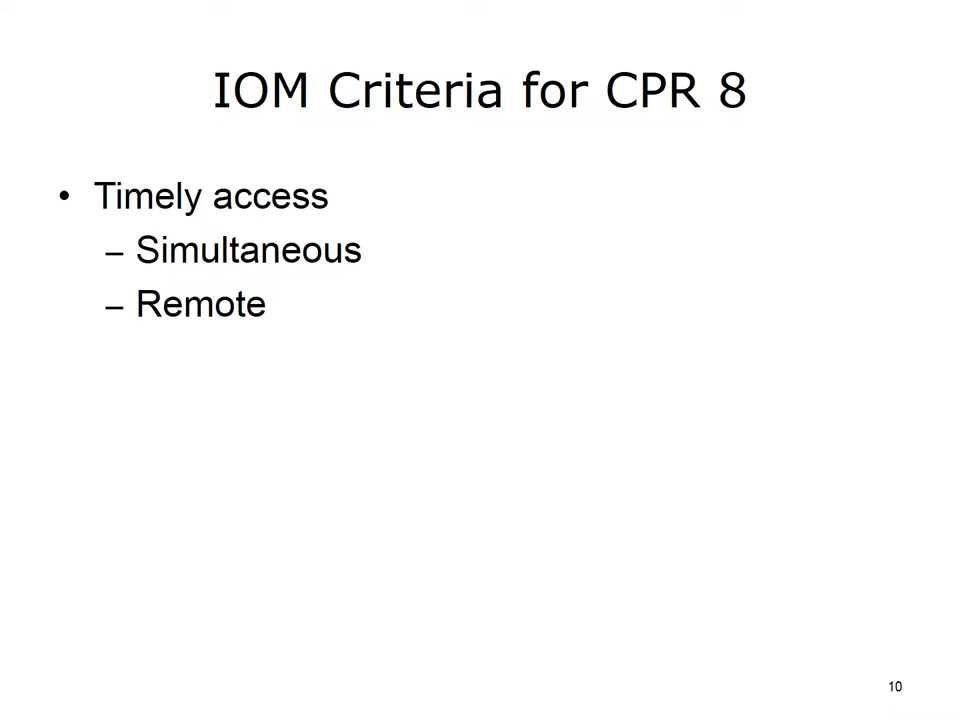 IOM Criteria for CPR 8
• Timely access
– Simultaneous
– Remote
10